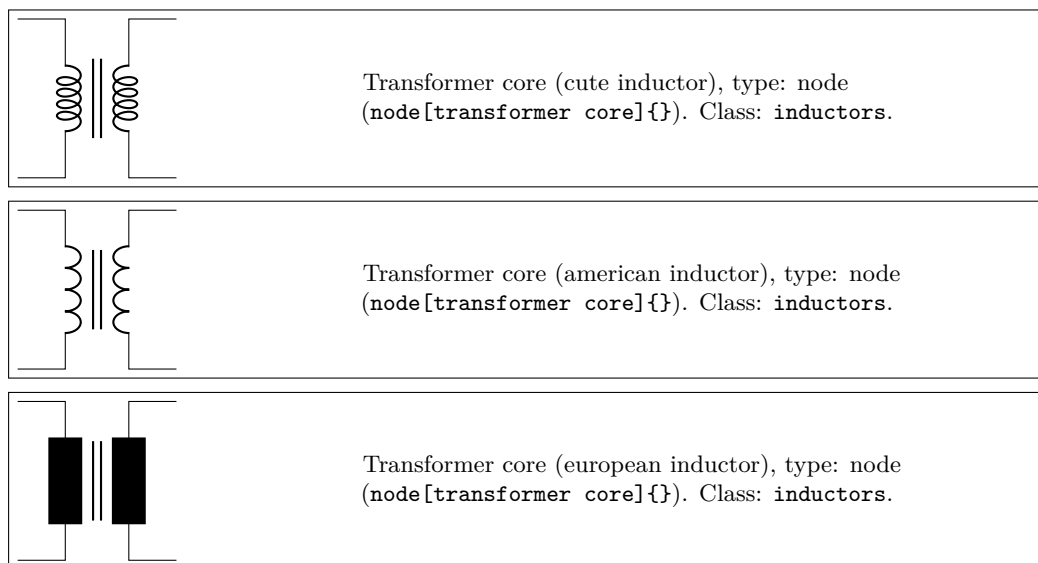 Transformer core (cute inductor), type: node
(node[transformer core]{}). Class: inductors.
Transformer core (american inductor), type: node
(node[transformer core]{}). Class: inductors.
Transformer core (european inductor), type: node
(node[transformer core]{}). Class: inductors.